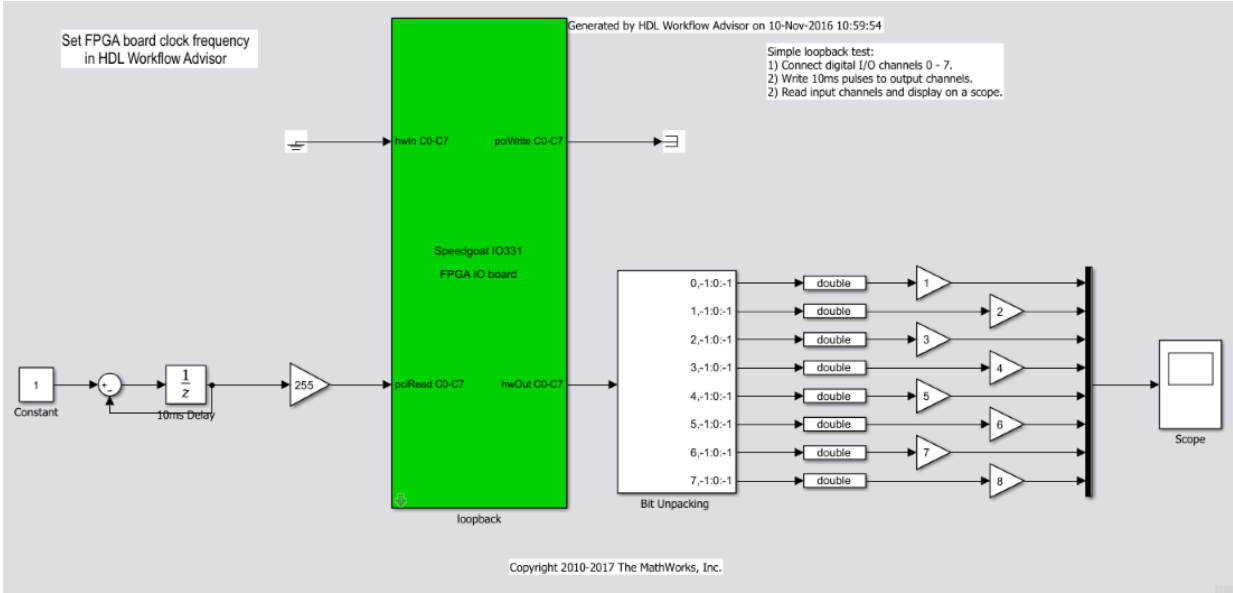 Generated by HDL Workflow Advisor on 10-Nov-2016 10:59:54
Set FPGA board clock frequency
in HDL Workflow Advisor
Simple loopback test:
1) Connect digital I/O channels 0 - 7.
2) Write 10ms pulses to output channels.
2) Read input channels and display on a scope.
hwIn C0-C7
pciWrite C0-C7
Speedgoat IO331
FPGA IO board
pciRead C0-C7
hwOut C0-C7
loopback
1
Constant
+
-
1
z
10ms Delay
255
0,-1:0:-1
1,-1:0:-1
2,-1:0:-1
3,-1:0:-1
4,-1:0:-1
5,-1:0:-1
6,-1:0:-1
7,-1:0:-1
Bit Unpacking
double
1
double
2
double
3
double
4
double
5
double
6
double
7
double
8
Scope
Copyright 2010-2017 The MathWorks, Inc.